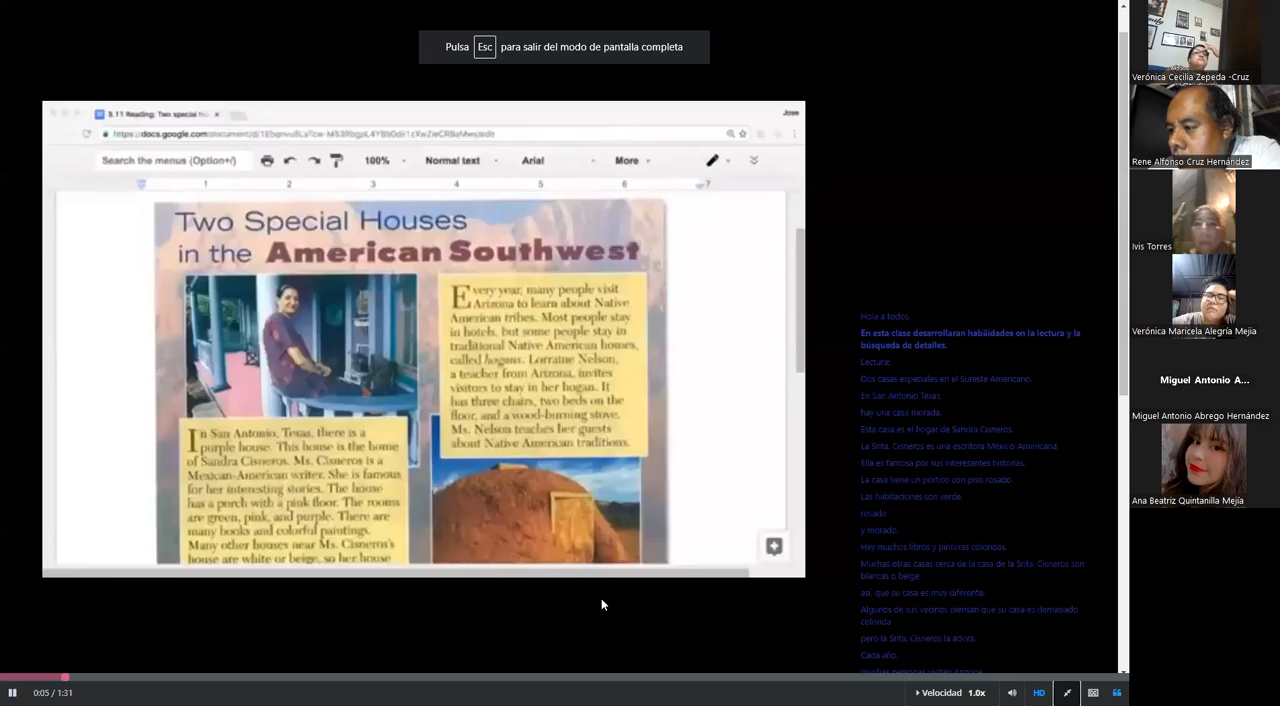 Pulsa Esc para salir del modo de pantalla completa
3.11 Reading: Two special
Jose
Search the menus (Option+/)
100%
Normal text
Arial
More
1 2 3 4 5 6 7
Two Special Houses
in the American Southwest
Every year, many people visit
Arizona to learn about Native
American tribes. Most people stay
in hotels, but some people stay in
traditional Native American homes,
called hogans. Lorraine Nelson,
a teacher from Arizona, invites
visitors to stay in her hogan. It
has three chairs, two beds on the
floor, and a wood-burning stove.
Ms. Nelson teaches her guests
about Native American traditions.
In San Antonio, Texas, there is a
purple house. This house is the home
of Sandra Cisneros. Ms. Cisneros is a
Mexican-American writer. She is famous
for her interesting stories. The house
has a porch with a pink floor. The rooms
are green, pink, and purple. There are
many books and colorful paintings.
Many other houses near Ms. Cisneros's
house are white or beige, so her house
Hola a todos.
En esta clase desarrollaran habilidades en la lectura y la
búsqueda de detalles.
Lectura:
Dos casas especiales en el Sureste Americano.
En San Antonio Texas,
hay una casa morada.
Esta casa es el hogar de Sandra Cisneros.
La Srita. Cisneros es una escritora México-Americana.
Ella es famosa por sus interesantes historias.
La casa tiene un pórtico con piso rosado.
Las habitaciones son verde,
rosado
y morado.
Hay muchos libros y pinturas coloridas.
Muchas otras casas cerca de la casa de la Srita. Cisneros son
blancas o beige,
así, que su casa es muy diferente.
Algunos de sus vecinos piensan que su casa es demasiado
colorida
pero la Srita. Cisneros la adora.
Cada año,
muchas personas visitan Arizona
0:05 / 1:31
Velocidad 1.0x
HD
Verónica Cecilia Zepeda -Cruz
Rene Alfonso Cruz Hernández
Ivis Torres
Verónica Maricela Alegría Mejia
Miguel Antonio A...
Miguel Antonio Abrego Hernández
Ana Beatriz Quintanilla Mejía